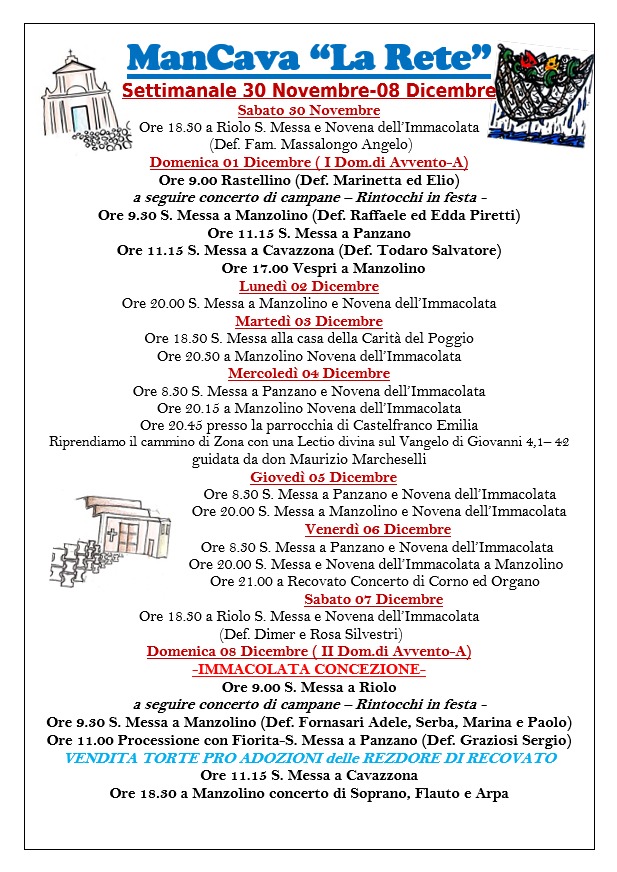 ManCava “La Rete”
Settimanale 30 Novembre-08 Dicembre
Sabato 30 Novembre
Ore 18.30 a Riolo S. Messa e Novena dell’Immacolata
(Def. Fam. Massalongo Angelo)
Domenica 01 Dicembre ( I Dom.di Avvento-A)
Ore 9.00 Rastellino (Def. Marinetta ed Elio)
a seguire concerto di campane – Rintocchi in festa -
Ore 9.30 S. Messa a Manzolino (Def. Raffaele ed Edda Piretti)
Ore 11.15 S. Messa a Panzano
Ore 11.15 S. Messa a Cavazzona (Def. Todaro Salvatore)
Ore 17.00 Vespri a Manzolino
Lunedì 02 Dicembre
Ore 20.00 S. Messa a Manzolino e Novena dell’Immacolata
Martedì 03 Dicembre
Ore 18.30 S. Messa alla casa della Carità del Poggio
Ore 20.30 a Manzolino Novena dell’Immacolata
Mercoledì 04 Dicembre
Ore 8.30 S. Messa a Panzano e Novena dell’Immacolata
Ore 20.15 a Manzolino Novena dell’Immacolata
Ore 20.45 presso la parrocchia di Castelfranco Emilia
Riprendiamo il cammino di Zona con una Lectio divina sul Vangelo di Giovanni 4,1– 42
guidata da don Maurizio Marcheselli
Giovedì 05 Dicembre
Ore 8.30 S. Messa a Panzano e Novena dell’Immacolata
Ore 20.00 S. Messa a Manzolino e Novena dell’Immacolata
Venerdì 06 Dicembre
Ore 8.30 S. Messa a Panzano e Novena dell’Immacolata
Ore 20.00 S. Messa e Novena dell’Immacolata a Manzolino
Ore 21.00 a Recovato Concerto di Corno ed Organo
Sabato 07 Dicembre
Ore 18.30 a Riolo S. Messa e Novena dell’Immacolata
(Def. Dimer e Rosa Silvestri)
Domenica 08 Dicembre ( II Dom.di Avvento-A)
-IMMACOLATA CONCEZIONE-
Ore 9.00 S. Messa a Riolo
a seguire concerto di campane – Rintocchi in festa -
Ore 9.30 S. Messa a Manzolino (Def. Fornasari Adele, Serba, Marina e Paolo)
Ore 11.00 Processione con Fiorita-S. Messa a Panzano (Def. Graziosi Sergio)
VENDITA TORTE PRO ADOZIONI delle REZDORE DI RECOVATO
Ore 11.15 S. Messa a Cavazzona
Ore 18.30 a Manzolino concerto di Soprano, Flauto e Arpa